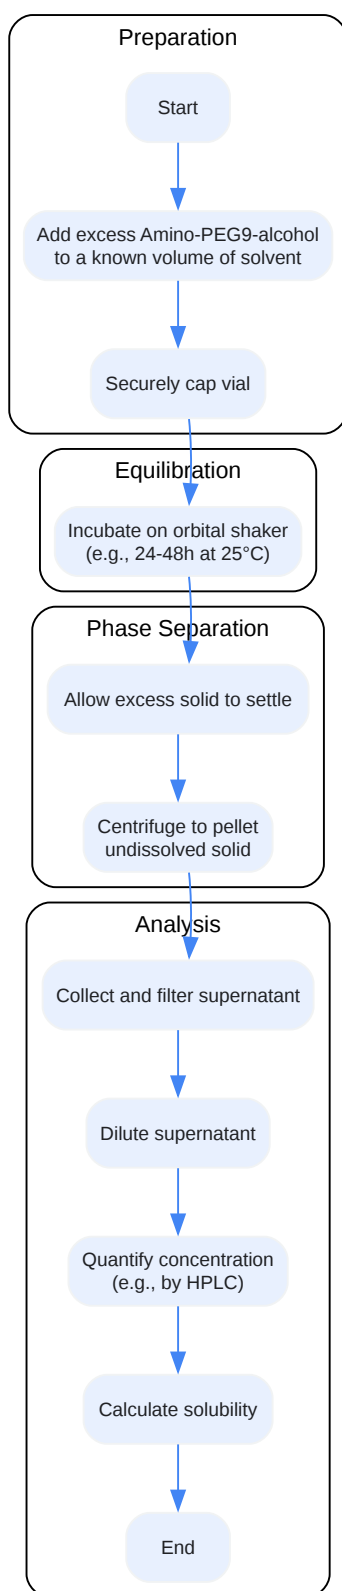 Preparation
Start
Add excess Amino-PEG9-alcohol
to a known volume of solvent
Securely cap vial
Equilibration
Incubate on orbital shaker
(e.g., 24-48h at 25°C)
Phase Separation
Allow excess solid to settle
Centrifuge to pellet
undissolved solid
Analysis
Collect and filter supernatant
Dilute supernatant
Quantify concentration
(e.g., by HPLC)
Calculate solubility
End